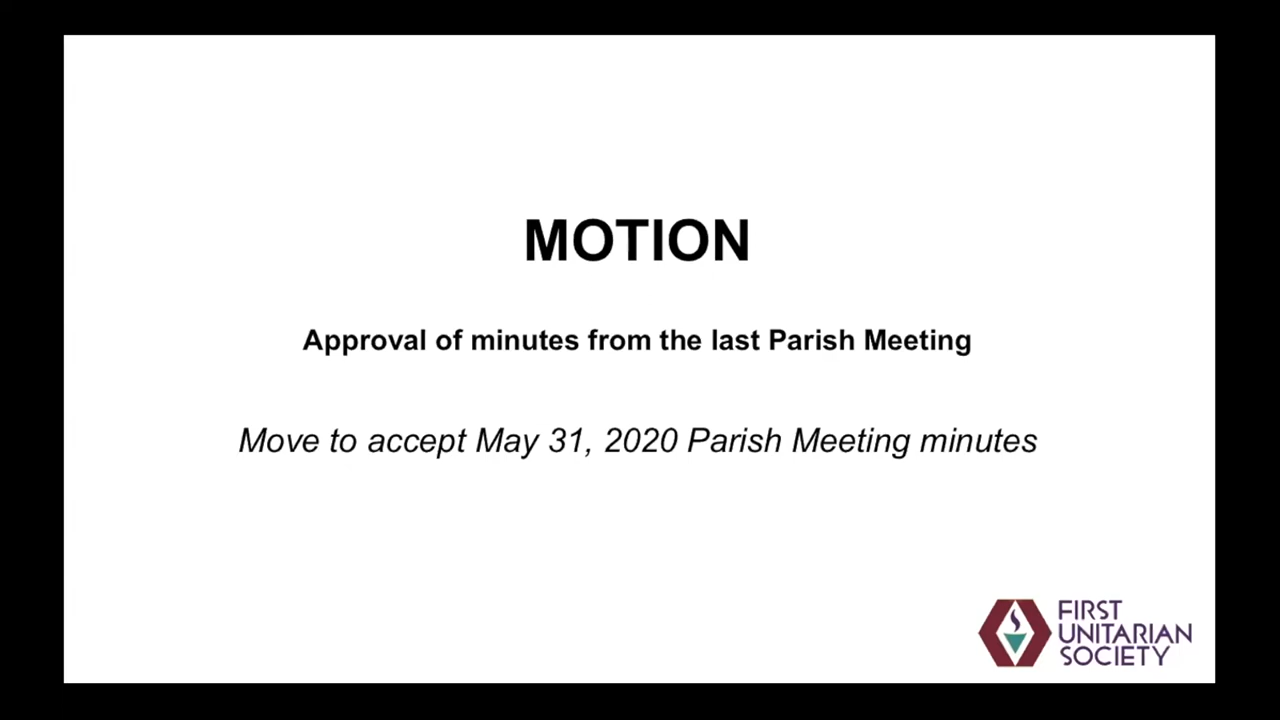 MOTION
Approval of minutes from the last Parish Meeting
Move to accept May 31, 2020 Parish Meeting minutes
FIRST
UNITARIAN
SOCIETY